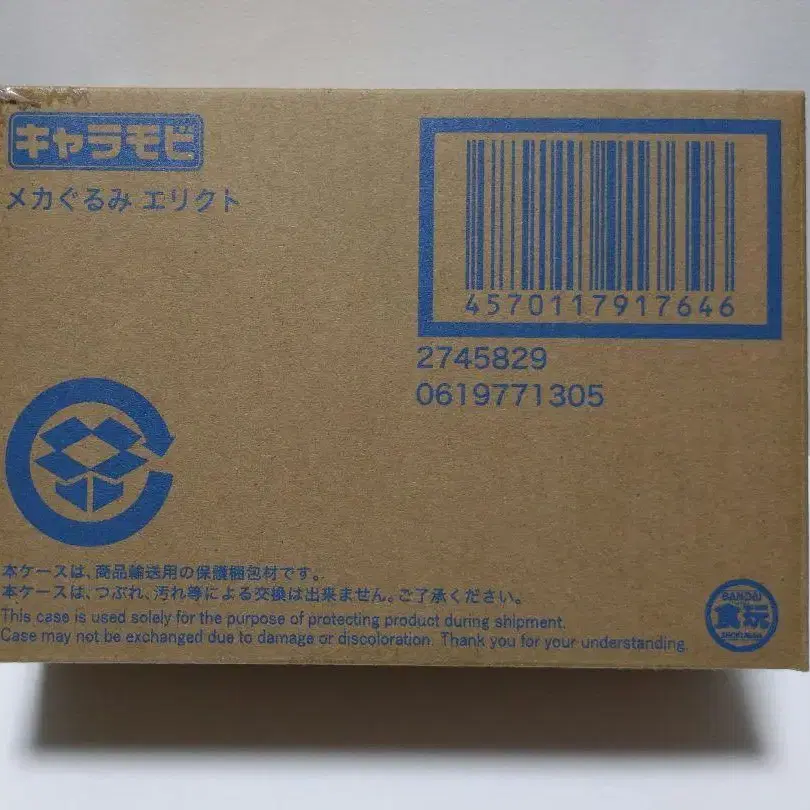 キャラモビ
メカぐるみ エリクト
4570117917646
2745829
0619771305
本ケースは、商品輸送用の保護梱包材です。
本ケースは、つぶれ、汚れ等による交換は出来ません。ご了承ください。
This case is used solely for the purpose of protecting product during shipment.
Case may not be exchanged due to damage or discoloration. Thank you for your understanding.
BANDAI
食玩
SHOKUGAN